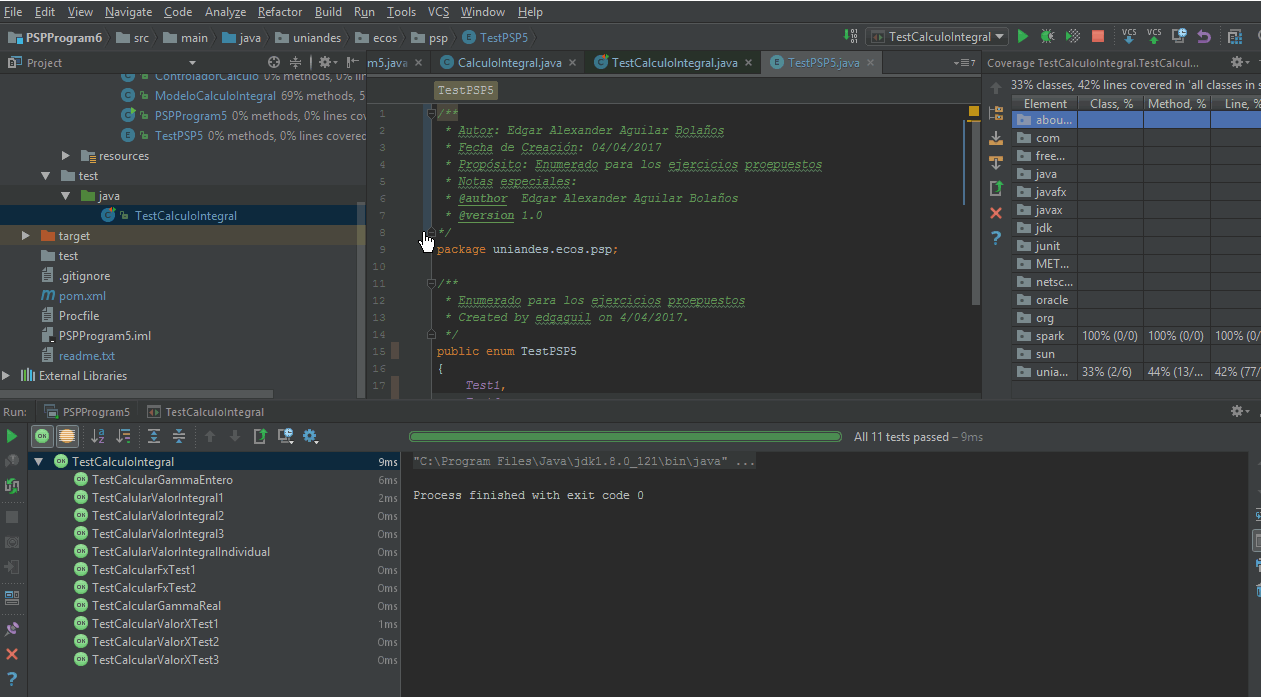 File Edit View Navigate Code Analyze Refactor Build Run Tools VCS Window Help
PSPProgram6 src main java uniandes ecos psp TestPSP5
TestCalculoIntegral VCS VCS
Project
m5.java CalculoIntegral.java TestCalculoIntegral.java TestPSP5.java 7
Coverage TestCalculoIntegral.TestCalcul...
ControladorCalculo 0% methods, 0% lin
ModeloCalculoIntegral 69% methods, 5
PSPProgram5 0% methods, 0% lines cov
TestPSP5 0% methods, 0% lines covered
resources
test
java
TestCalculoIntegral
target
test
.gitignore
pom.xml
Procfile
PSPProgram5.iml
readme.txt
External Libraries
TestPSP5
1 /**
2 * Autor: Edgar Alexander Aguilar Bolaños
3 * Fecha de Creación: 04/04/2017
4 * Propósito: Enumerado para los ejercicios proepuestos
5 * Notas especiales:
6 * @author Edgar Alexander Aguilar Bolaños
7 * @version 1.0
8 */
9 package uniandes.ecos.psp;
10
11 /**
12 * Enumerado para los ejercicios proepuestos
13 * Created by edgaguil on 4/04/2017.
14 */
15 public enum TestPSP5
16 {
17 Test1,
33% classes, 42% lines covered in 'all classes in s
Element Class, % Method, % Line, %
abou...
com
free...
java
javafx
javax
jdk
junit
MET...
netsc...
oracle
org
spark 100% (0/0) 100% (0/0) 100% (0/
sun
unia... 33% (2/6) 44% (13/... 42% (77/
Run: PSPProgram5 TestCalculoIntegral
All 11 tests passed – 9ms
TestCalculoIntegral 9ms
TestCalcularGammaEntero 6ms
TestCalularValorIntegral1 2ms
TestCalularValorIntegral2 0ms
TestCalularValorIntegral3 0ms
TestCalularValorIntegralIndividual 0ms
TestCalcularFxTest1 0ms
TestCalcularFxTest2 0ms
TestCalcularGammaReal 0ms
TestCalcularValorXTest1 1ms
TestCalcularValorXTest2 0ms
TestCalcularValorXTest3 0ms
"C:\Program Files\Java\jdk1.8.0_121\bin\java" ...
Process finished with exit code 0